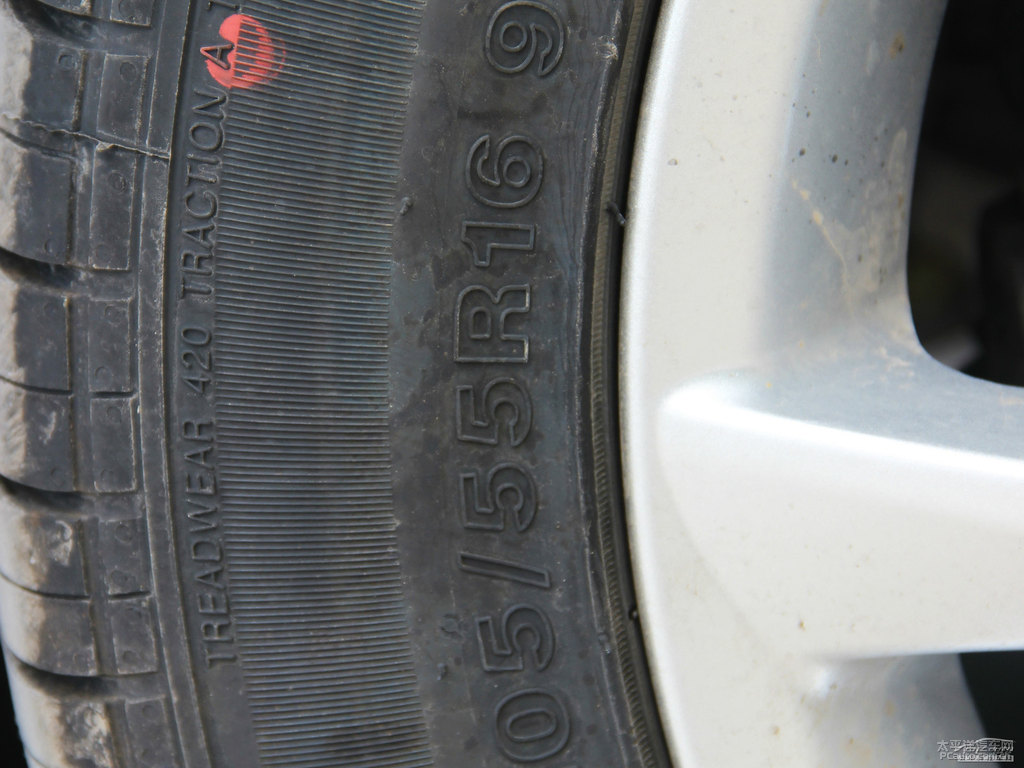 TREADWEAR 420 TRACTION A
05/55R16 9
太平洋汽车网
PCauto.com.cn